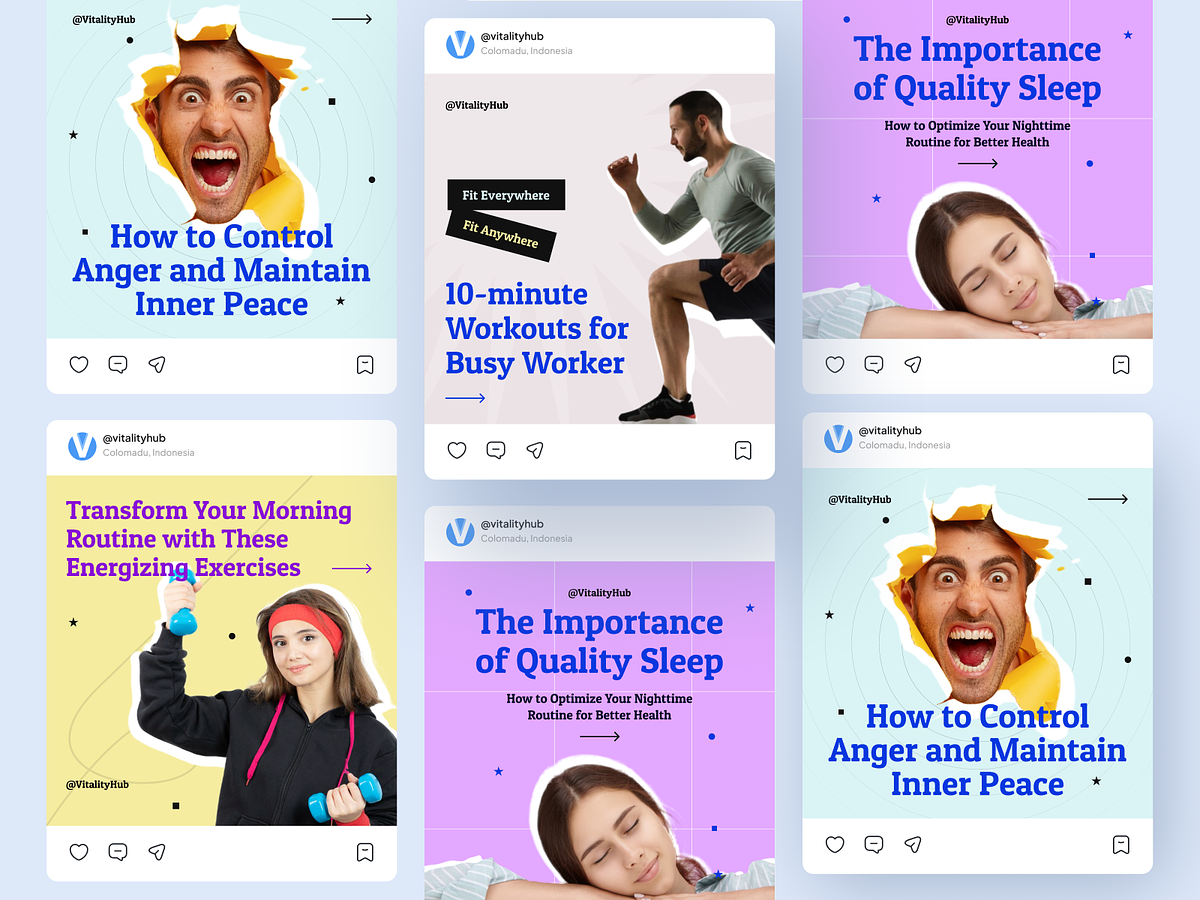 @VitalityHub
How to Control
Anger and Maintain
Inner Peace
@vitalityhub
Colomadu, Indonesia
Transform Your Morning
Routine with These
Energizing Exercises
@VitalityHub
@vitalityhub
Colomadu, Indonesia
@VitalityHub
Fit Everywhere
Fit Anywhere
10-minute
Workouts for
Busy Worker
@vitalityhub
Colomadu, Indonesia
@VitalityHub
The Importance
of Quality Sleep
How to Optimize Your Nighttime
Routine for Better Health
@VitalityHub
The Importance
of Quality Sleep
How to Optimize Your Nighttime
Routine for Better Health
@vitalityhub
Colomadu, Indonesia
@VitalityHub
How to Control
Anger and Maintain
Inner Peace